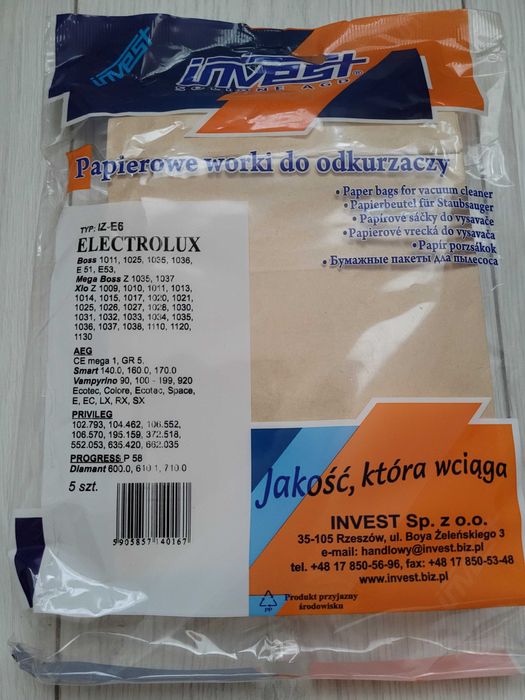 invest
invest
SOLIDNE AGD
Papierowe worki do odkurzaczy
• Paper bags for vacuum cleaner
• Papierbeutel für Staubsauger
• Papírové sáčky do vysavače
• Papierové vrecká do vysavača
• Papír porzsákok
• Бумажные пакеты для пылесоса
TYP: IZ-E6
ELECTROLUX
Boss 1011, 1025, 1035, 1036,
E 51, E53,
Mega Boss Z 1035, 1037
Xio Z 1009, 1010, 1011, 1013,
1014, 1015, 1017, 1020, 1021,
1025, 1026, 1027, 1028, 1030,
1031, 1032, 1033, 1034, 1035,
1036, 1037, 1038, 1110, 1120,
1130
AEG
CE mega 1, GR 5,
Smart 140.0, 160.0, 170.0
Vampyrino 90, 100 - 199, 920
Ecotec, Colore, Ecotac, Space,
E, EC, LX, RX, SX
PRIVILEG
102.793, 104.462, 106.552,
106.570, 195.159, 372.518,
552.053, 635.420, 662.035
PROGRESS P 58
Diamant 600.0, 610.1, 710.0
5 szt.
5905857140167
Jakość, która wciąga
INVEST Sp. z o.o.
35-105 Rzeszów, ul. Boya Żeleńskiego 3
e-mail: handlowy@invest.biz.pl
tel. +48 17 850-56-96, fax: +48 17 850-53-48
www.invest.biz.pl
PP
Produkt przyjazny
środowisku